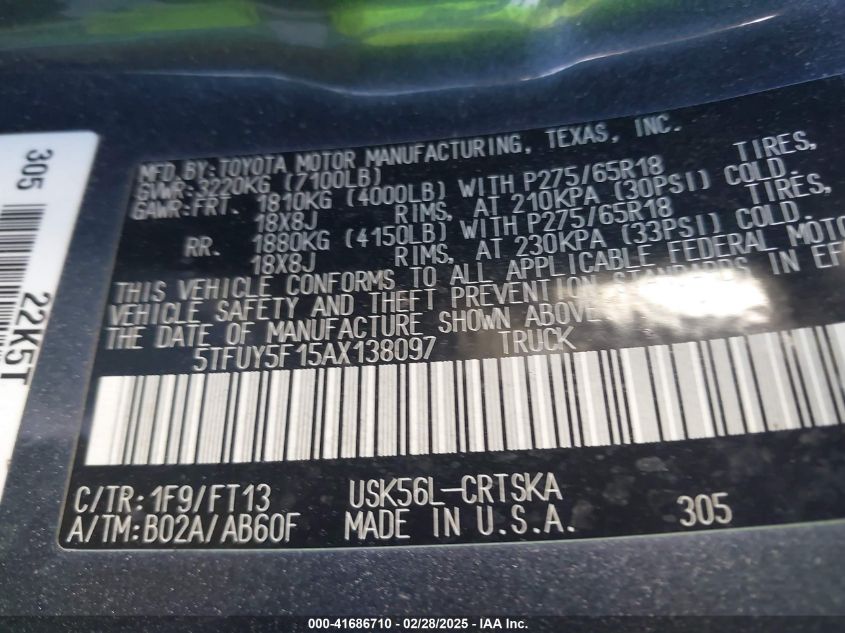 MFD. BY: TOYOTA MOTOR MANUFACTURING, TEXAS, INC.
GVWR: 3220KG (7100LB)
GAWR: FRT. 1810KG (4000LB) WITH P275/65R18 TIRES,
18X8J RIMS, AT 210KPA (30PSI) COLD.
RR. 1880KG (4150LB) WITH P275/65R18 TIRES,
18X8J RIMS, AT 230KPA (33PSI) COLD.
THIS VEHICLE CONFORMS TO ALL APPLICABLE FEDERAL MOTO
VEHICLE SAFETY AND THEFT PREVENTION STANDARDS IN EF
THE DATE OF MANUFACTURE SHOWN ABOVE
5TFUY5F15AX138097 TRUCK
C/TR: 1F9/FT13 USK56L-CRTSKA
A/TM: B02A/AB60F MADE IN U.S.A. 305
305
22K5T
000-41686710 | 02/28/2025 | IAA, Inc.